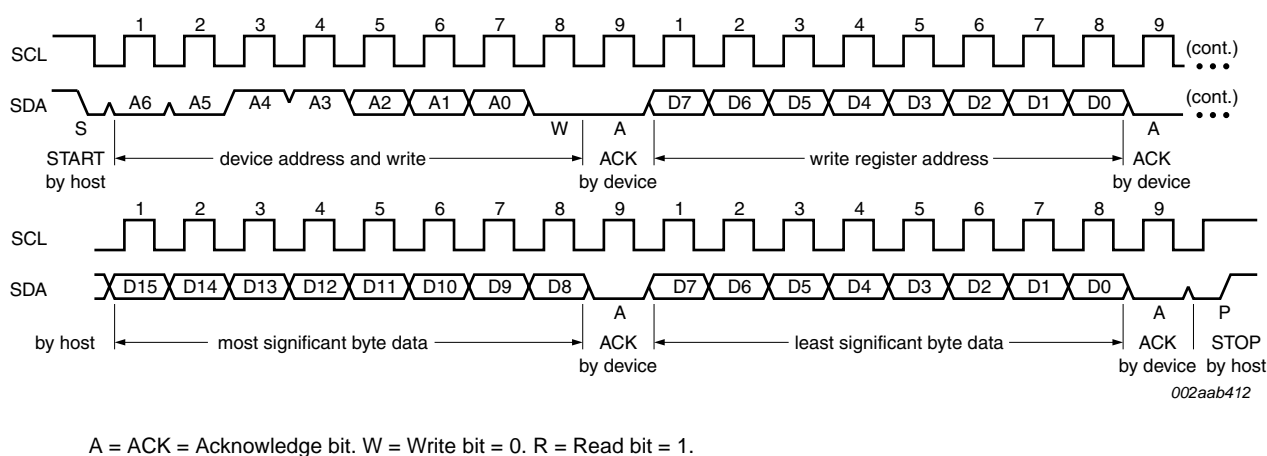 1 2 3 4 5 6 7 8 9 1 2 3 4 5 6 7 8 9
SCL (cont.)
SDA A6 A5 A4 A3 A2 A1 A0 D7 D6 D5 D4 D3 D2 D1 D0 (cont.)
S W A A
START device address and write ACK write register address ACK
by host by device by device
1 2 3 4 5 6 7 8 9 1 2 3 4 5 6 7 8 9
SCL
SDA D15 D14 D13 D12 D11 D10 D9 D8 D7 D6 D5 D4 D3 D2 D1 D0
A A P
by host most significant byte data ACK least significant byte data ACK STOP
by device by device by host
002aab412
A = ACK = Acknowledge bit. W = Write bit = 0. R = Read bit = 1.